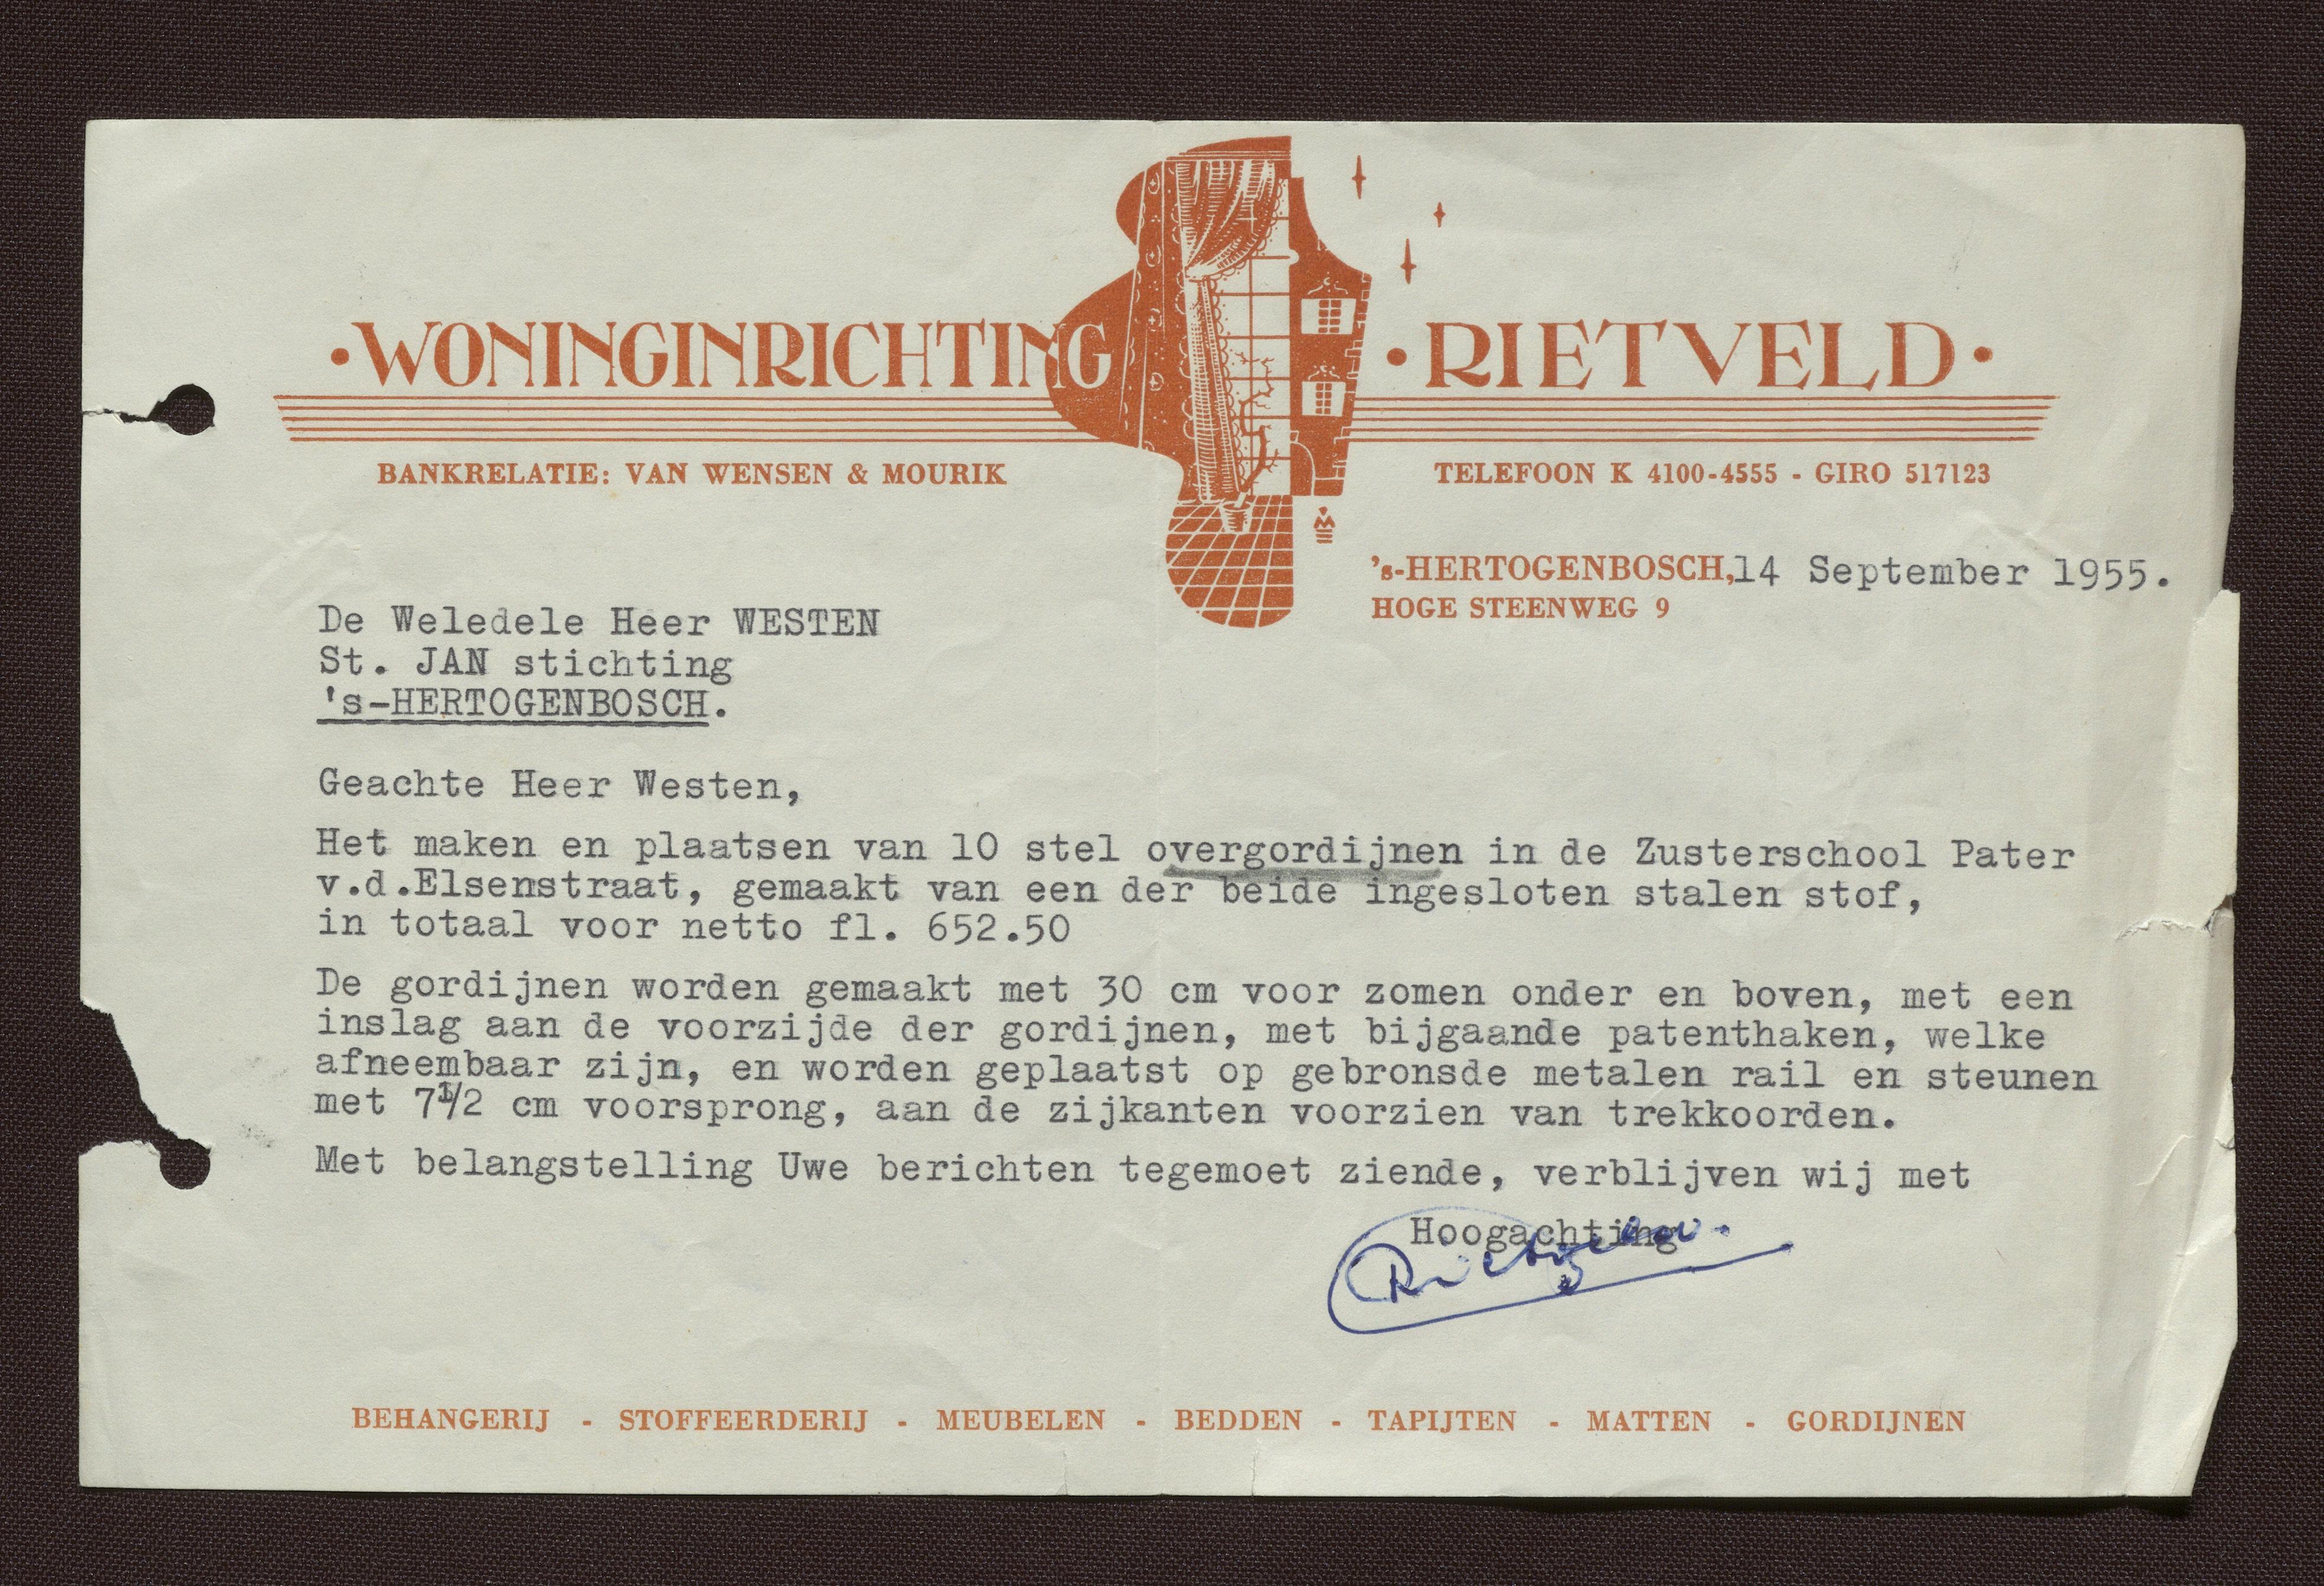 • WONINGINRICHTING • RIETVELD •
BANKRELATIE: VAN WENSEN & MOURIK
TELEFOON K 4100-4555 - GIRO 517123
's-HERTOGENBOSCH, 14 September 1955.
HOGE STEENWEG 9
De Weledele Heer WESTEN
St. JAN stichting
's-HERTOGENBOSCH.
Geachte Heer Westen,
Het maken en plaatsen van 10 stel overgordijnen in de Zusterschool Pater
v.d.Elsenstraat, gemaakt van een der beide ingesloten stalen stof,
in totaal voor netto fl. 652.50
De gordijnen worden gemaakt met 30 cm voor zomen onder en boven, met een
inslag aan de voorzijde der gordijnen, met bijgaande patenthaken, welke
afneembaar zijn, en worden geplaatst op gebronsde metalen rail en steunen
met 7 1/2 cm voorsprong, aan de zijkanten voorzien van trekkoorden.
Met belangstelling Uwe berichten tegemoet ziende, verblijven wij met
Hoogachting
BEHANGERIJ - STOFFEERDERIJ - MEUBELEN - BEDDEN - TAPIJTEN - MATTEN - GORDIJNEN